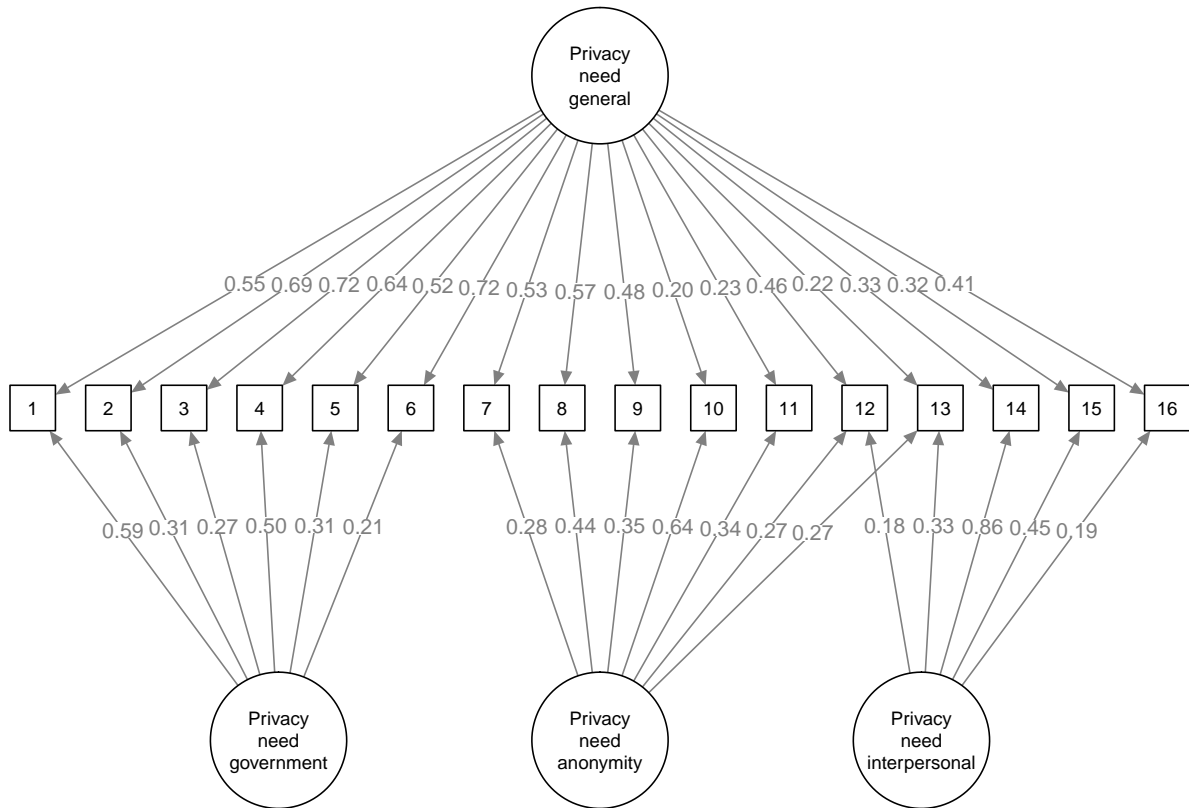 Privacy
need
general
0.55 0.69 0.72 0.64 0.52 0.72 0.53 0.57 0.48 0.20 0.23 0.46 0.22 0.33 0.32 0.41
1 2 3 4 5 6 7 8 9 10 11 12 13 14 15 16
0.59 0.31 0.27 0.50 0.31 0.21 0.28 0.44 0.35 0.64 0.34 0.27 0.27 0.18 0.33 0.86 0.45 0.19
Privacy
need
government
Privacy
need
anonymity
Privacy
need
interpersonal